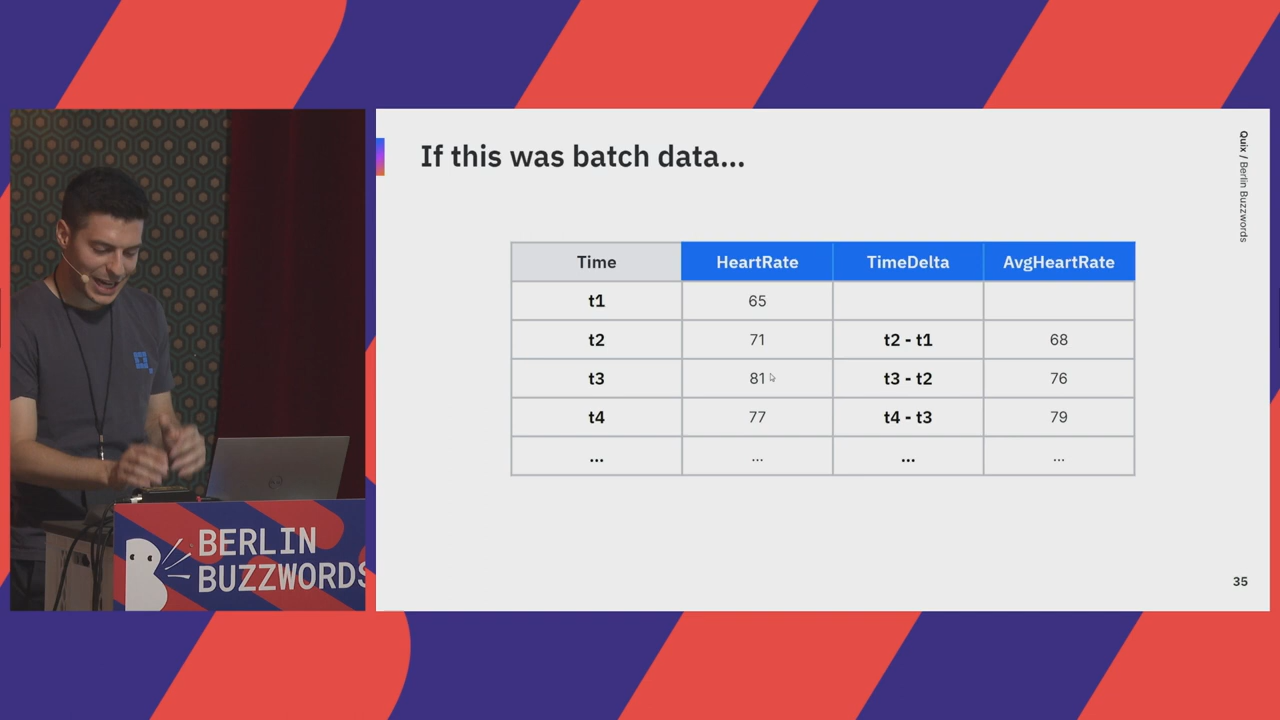 If this was batch data...
Quix / Berlin Buzzwords
Time HeartRate TimeDelta AvgHeartRate
t1 65
t2 71 t2 - t1 68
t3 81 t3 - t2 76
t4 77 t4 - t3 79
... ... ... ...
35
BERLIN
BUZZWORDS